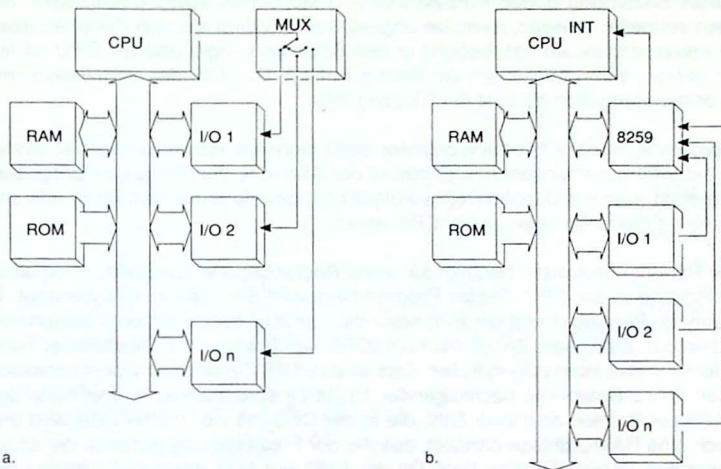 CPU
MUX
RAM
I/O 1
ROM
I/O 2
I/O n
a.
INT
CPU
RAM
8259
ROM
I/O 1
I/O 2
I/O n
b.